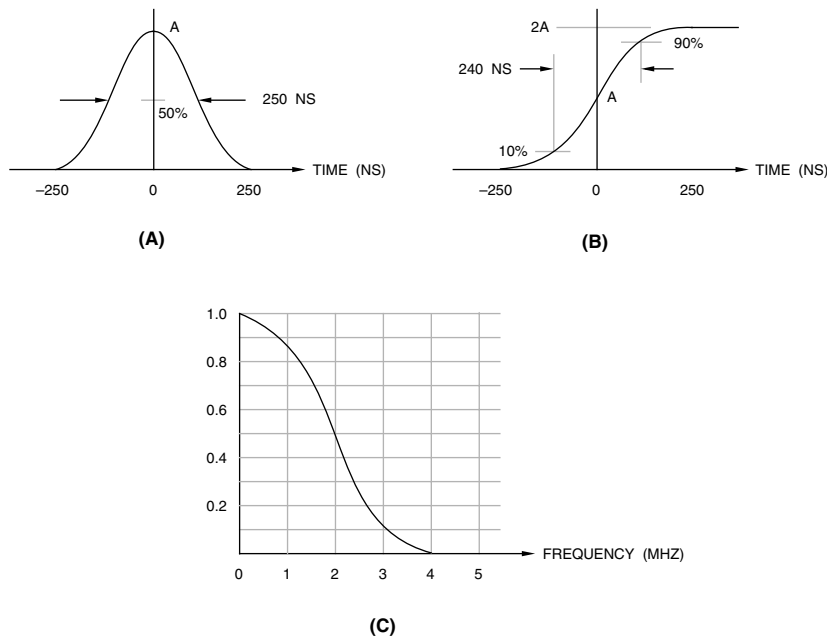 A
50%
250 NS
TIME (NS)
–250
0
250
(A)
2A
90%
240 NS
A
10%
TIME (NS)
–250
0
250
(B)
1.0
0.8
0.6
0.4
0.2
FREQUENCY (MHZ)
0 1 2 3 4 5
(C)